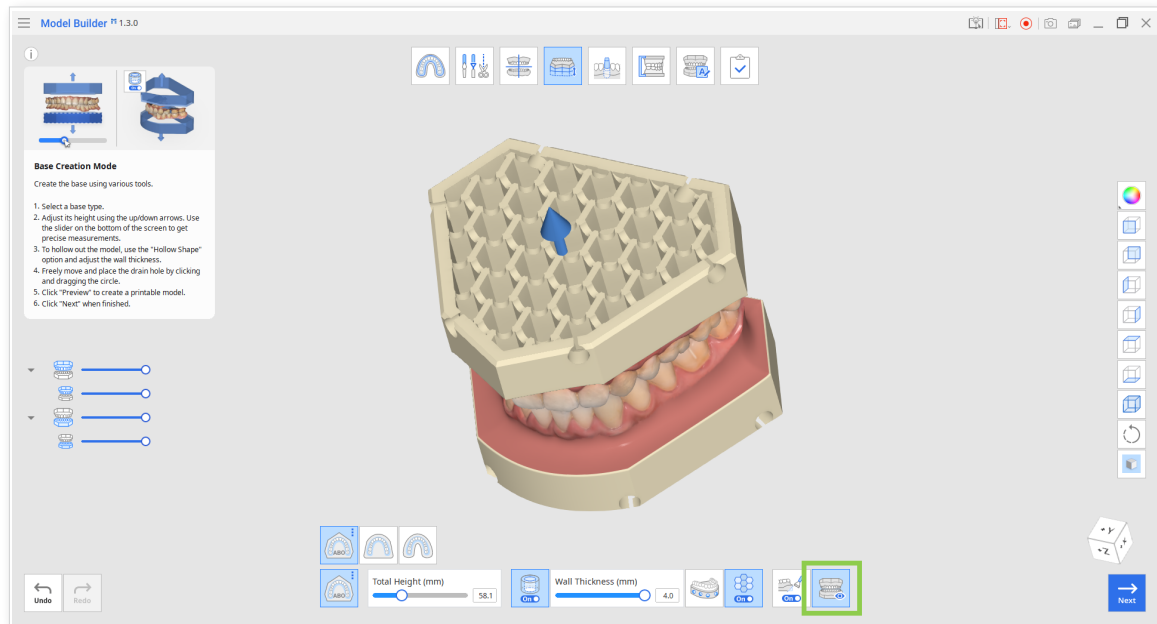 Model Builder 1.3.0
On
Base Creation Mode
Create the base using various tools.
1. Select a base type.
2. Adjust its height using the up/down arrows. Use
the slider on the bottom of the screen to get
precise measurements.
3. To hollow out the model, use the "Hollow Shape"
option and adjust the wall thickness.
4. Freely move and place the drain hole by clicking
and dragging the circle.
5. Click "Preview" to create a printable model.
6. Click "Next" when finished.
A
ABO
ABO
Total Height (mm)
58.1
On
Wall Thickness (mm)
4.0
On
On
Undo
Redo
Next